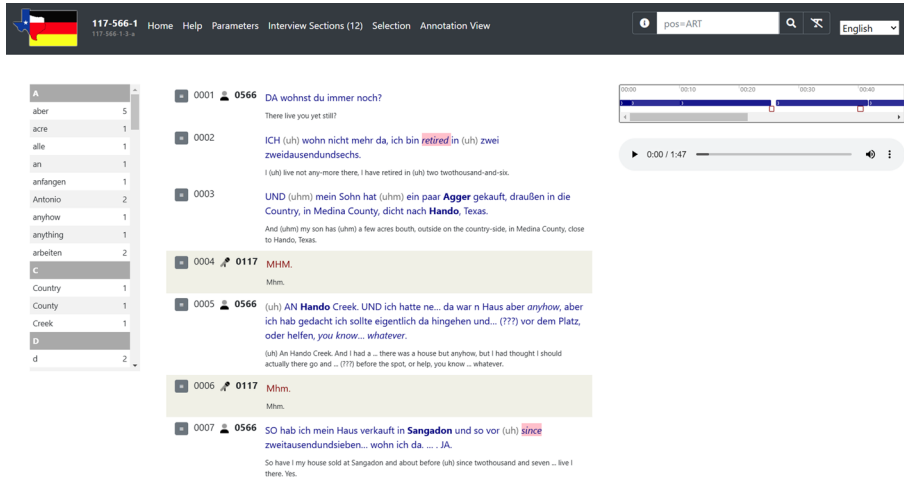 117-566-1
117-566-1-3-a
Home Help Parameters Interview Sections (12) Selection Annotation View
pos=ART
English
A
aber 5
acre 1
alle 1
an 1
anfangen 1
Antonio 2
anyhow 1
anything 1
arbeiten 2
C
Country 1
County 1
Creek 1
D
d 2
0001 0566 DA wohnst du immer noch?
There live you yet still?
0002 ICH (uh) wohn nicht mehr da, ich bin retired in (uh) zwei
zweidausendundsechs.
I (uh) live not any-more there, I have retired in (uh) two twothousand-and-six.
0003 UND (uhm) mein Sohn hat (uhm) ein paar Agger gekauft, draußen in die
Country, in Medina County, dicht nach Hando, Texas.
And (uhm) my son has (uhm) a few acres bouth, outside on the country-side, in Medina County, close
to Hando, Texas.
0004 0117 MHM.
Mhm.
0005 0566 (uh) AN Hando Creek. UND ich hatte ne... da war n Haus aber anyhow, aber
ich hab gedacht ich sollte eigentlich da hingehen und... (???) vor dem Platz,
oder helfen, you know... whatever.
(uh) An Hando Creek. And I had a ... there was a house but anyhow, but I had thought I should
actually there go and ... (???) before the spot, or help, you know ... whatever.
0006 0117 Mhm.
Mhm.
0007 0566 SO hab ich mein Haus verkauft in Sangadon und so vor (uh) since
zweitausendundsieben... wohn ich da. ... . JA.
So have I my house sold at Sangadon and about before (uh) since twothousand and seven ... live I
there. Yes.
00:00 00:10 00:20 00:30 00:40
0:00 / 1:47